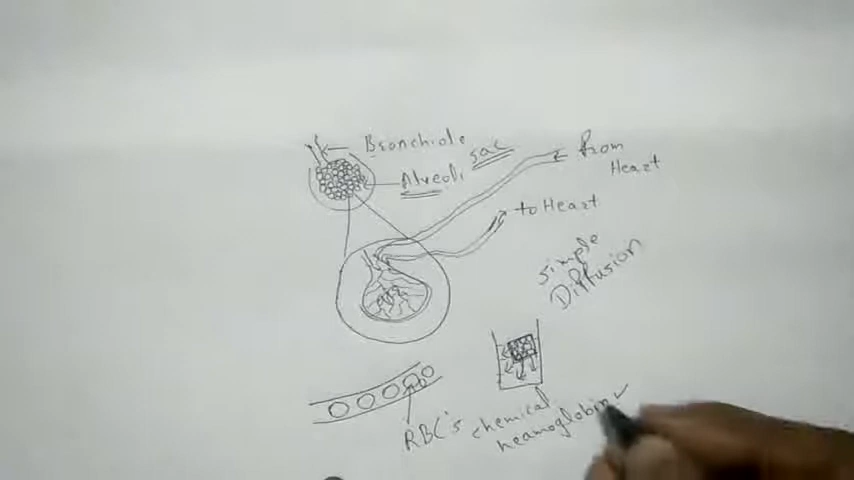 Bronchiole
Alveoli sac
from
Heart
to Heart
simple
Diffusion
RBC's chemical
heamoglobin